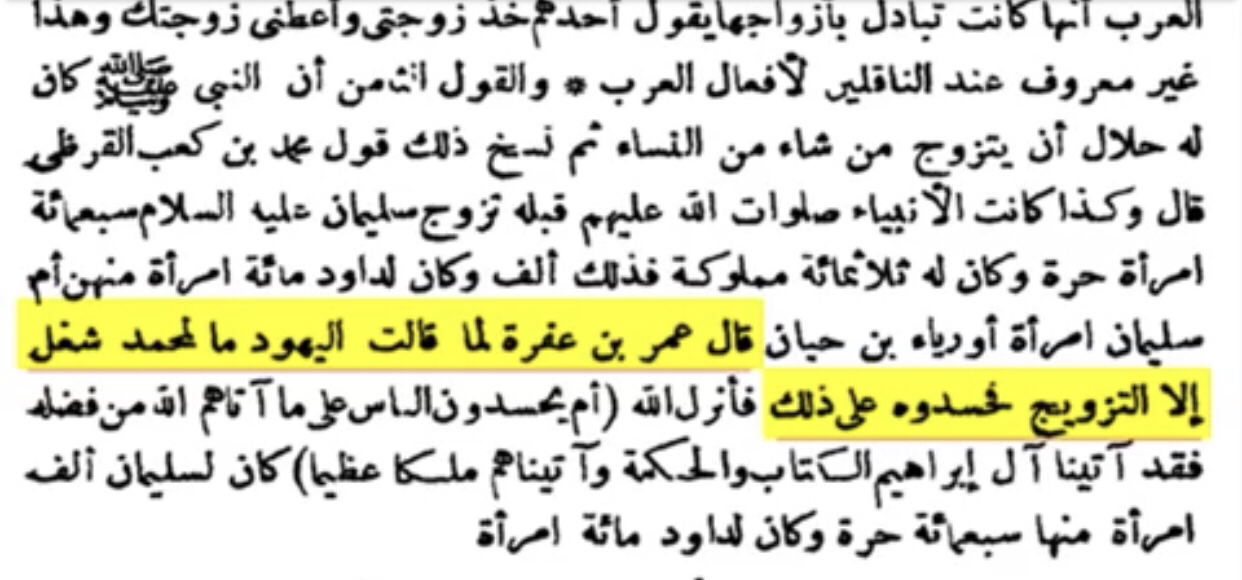 العرب أنها كانت تبادل بأزواجها يقول أحدهم خذ زوجتي وأعطني زوجتك وهذا
غير معروف عند الناقلين لأفعال العرب * والقول الثامن أن النبي ﷺ كان
له حلال أن يتزوج من شاء من النساء ثم نسخ ذلك قول محمد بن كعب القرظي
قال وكذا كانت الأنبياء صلوات الله عليهم قبله تزوج سليمان عليه السلام سبعمائة
امرأة حرة وكان له ثلاثمائة مملوكة فذلك ألف وكان لداود مائة امرأة منهن أم
سليمان امرأة أورياء بن حيان قال عمر بن عفرة لما قالت اليهود ما لمحمد شغل
إلا التزويج فحسدوه على ذلك فأنزل الله (أم يحسدون الناس على ما آتاهم الله من فضله
فقد آتينا آل إبراهيم الكتاب والحكمة وآتيناهم ملكا عظيما) كان لسليمان ألف
امرأة منها سبعمائة حرة وكان لداود مائة امرأة